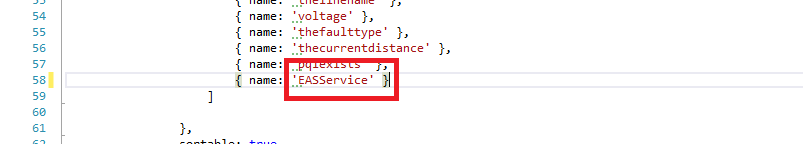 { name: 'thelinename' },
54 { name: 'voltage' },
55 { name: 'thefaulttype' },
56 { name: 'thecurrentdistance' },
57 { name: 'pqiexists' },
58 { name: 'EASService' }
59 ]
60
61 },
62 sortable: true